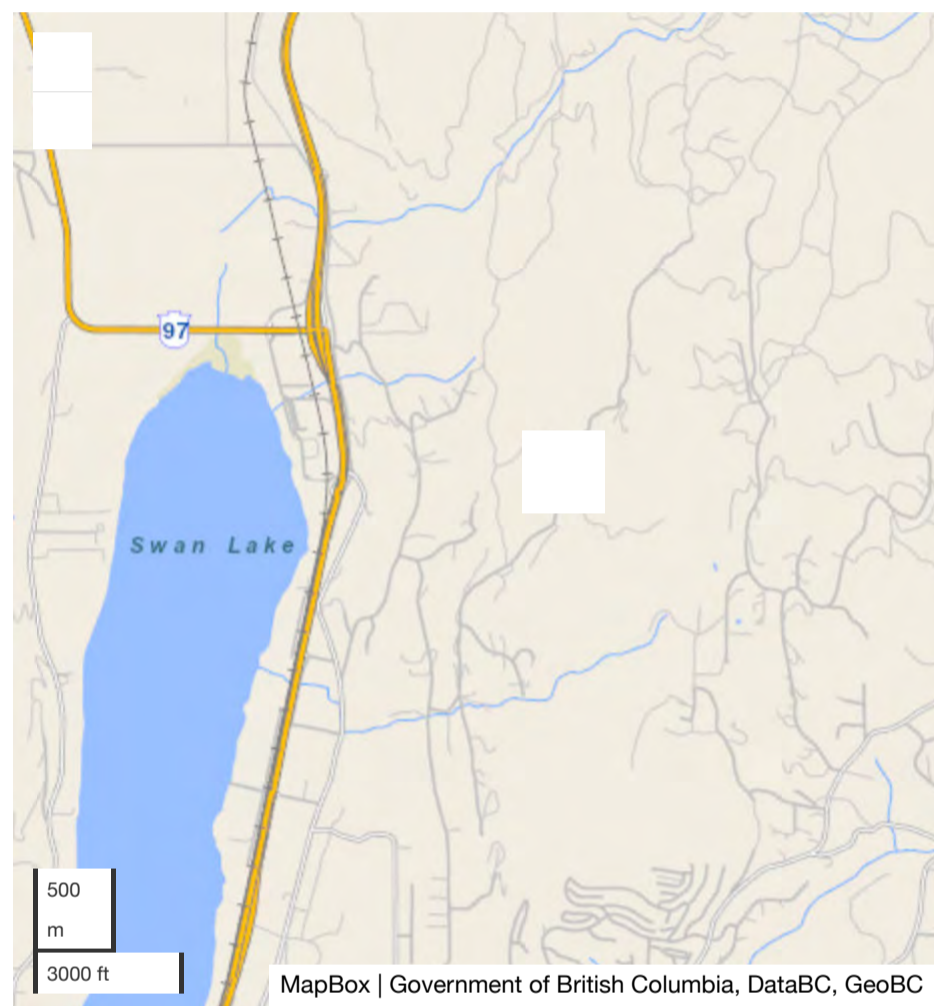 97
Swan Lake
500
m
3000 ft
MapBox | Government of British Columbia, DataBC, GeoBC